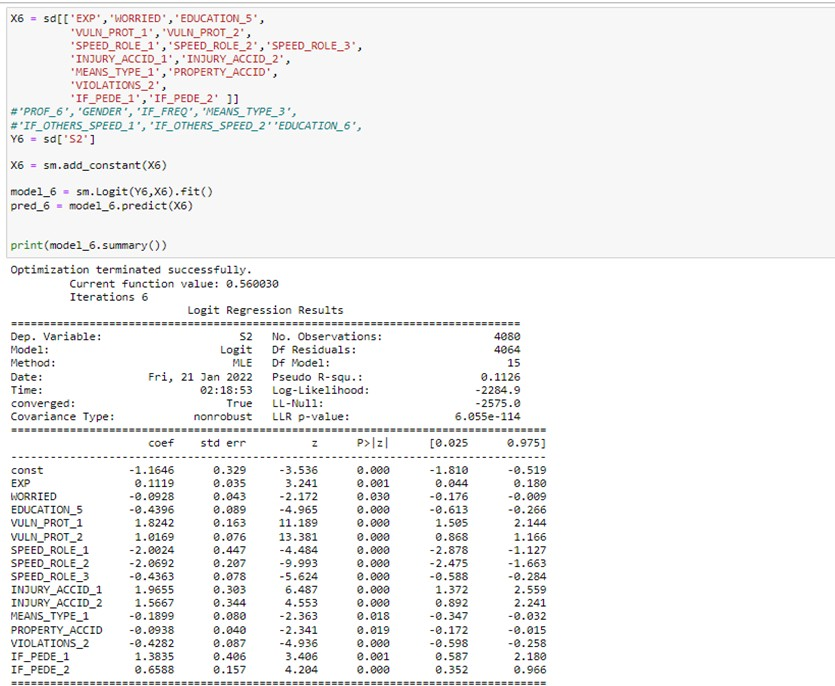 X6 = sd[['EXP','WORRIED','EDUCATION_5',
'VULN_PROT_1','VULN_PROT_2',
'SPEED_ROLE_1','SPEED_ROLE_2','SPEED_ROLE_3',
'INJURY_ACCID_1','INJURY_ACCID_2',
'MEANS_TYPE_1','PROPERTY_ACCID',
'VIOLATIONS_2',
'IF_PEDE_1','IF_PEDE_2' ]]
#'PROF_6','GENDER','IF_FREQ','MEANS_TYPE_3',
#'IF_OTHERS_SPEED_1','IF_OTHERS_SPEED_2''EDUCATION_6',
Y6 = sd['S2']
X6 = sm.add_constant(X6)
model_6 = sm.Logit(Y6,X6).fit()
pred_6 = model_6.predict(X6)
print(model_6.summary())
Optimization terminated successfully.
Current function value: 0.560030
Iterations 6
Logit Regression Results
==============================================================================
Dep. Variable: S2 No. Observations: 4080
Model: Logit Df Residuals: 4064
Method: MLE Df Model: 15
Date: Fri, 21 Jan 2022 Pseudo R-squ.: 0.1126
Time: 02:18:53 Log-Likelihood: -2284.9
converged: True LL-Null: -2575.0
Covariance Type: nonrobust LLR p-value: 6.055e-114
==================================================================================
coef std err z P>|z| [0.025 0.975]
----------------------------------------------------------------------------------
const -1.1646 0.329 -3.536 0.000 -1.810 -0.519
EXP 0.1119 0.035 3.241 0.001 0.044 0.180
WORRIED -0.0928 0.043 -2.172 0.030 -0.176 -0.009
EDUCATION_5 -0.4396 0.089 -4.965 0.000 -0.613 -0.266
VULN_PROT_1 1.8242 0.163 11.189 0.000 1.505 2.144
VULN_PROT_2 1.0169 0.076 13.381 0.000 0.868 1.166
SPEED_ROLE_1 -2.0024 0.447 -4.484 0.000 -2.878 -1.127
SPEED_ROLE_2 -2.0692 0.207 -9.993 0.000 -2.475 -1.663
SPEED_ROLE_3 -0.4363 0.078 -5.624 0.000 -0.588 -0.284
INJURY_ACCID_1 1.9655 0.303 6.487 0.000 1.372 2.559
INJURY_ACCID_2 1.5667 0.344 4.553 0.000 0.892 2.241
MEANS_TYPE_1 -0.1899 0.080 -2.363 0.018 -0.347 -0.032
PROPERTY_ACCID -0.0938 0.040 -2.341 0.019 -0.172 -0.015
VIOLATIONS_2 -0.4282 0.087 -4.936 0.000 -0.598 -0.258
IF_PEDE_1 1.3835 0.406 3.406 0.001 0.587 2.180
IF_PEDE_2 0.6588 0.157 4.204 0.000 0.352 0.966
==================================================================================